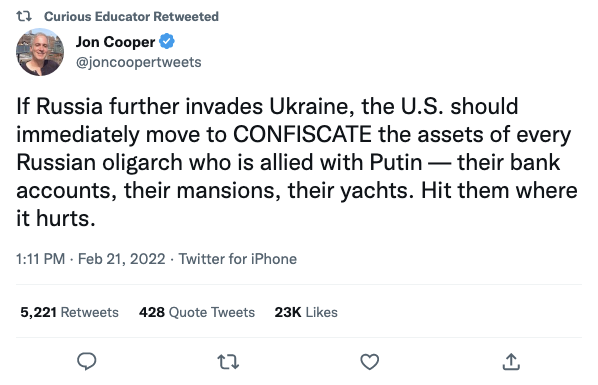 Curious Educator Retweeted
Jon Cooper
@joncoopertweets
If Russia further invades Ukraine, the U.S. should
immediately move to CONFISCATE the assets of every
Russian oligarch who is allied with Putin — their bank
accounts, their mansions, their yachts. Hit them where
it hurts.
1:11 PM · Feb 21, 2022 · Twitter for iPhone
5,221 Retweets 428 Quote Tweets 23K Likes